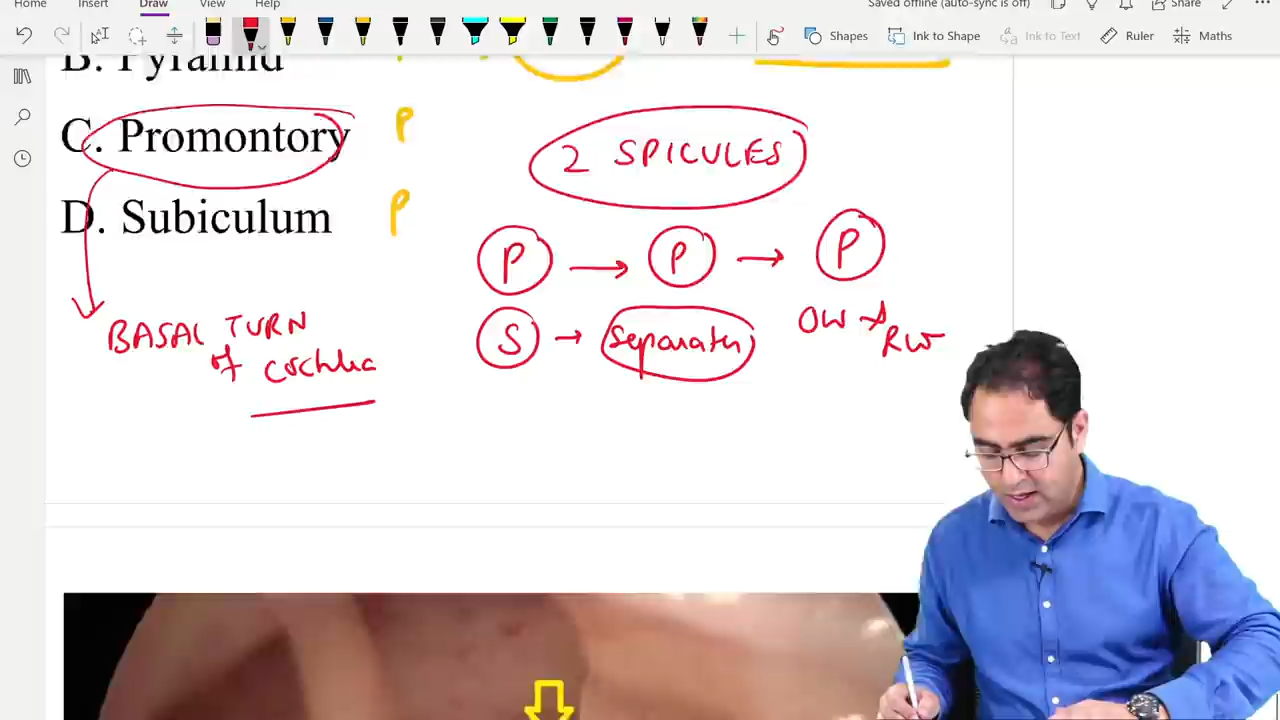 Home Insert Draw View Help Saved offline (auto-sync is off) Share
Shapes Ink to Shape Ink to Text Ruler Maths
B. Pyramid
C. Promontory P
D. Subiculum P
2 SPICULES
P → P → P
S → Separates OW & RW
BASAL TURN
of cochlea